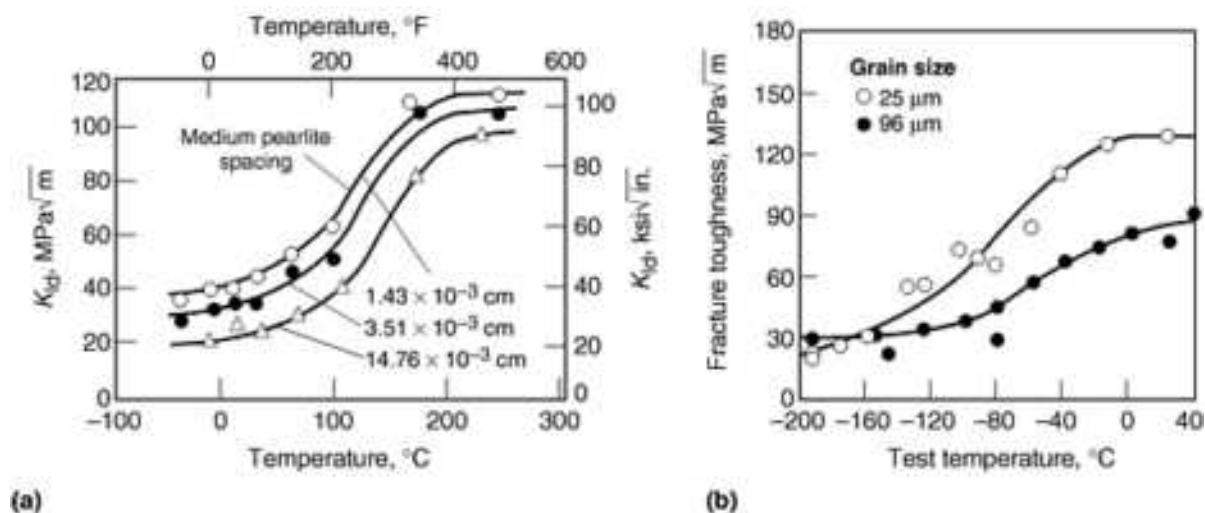 Temperature, °F
0 200 400 600
120
100
80
60
40
20
0
K_Id, MPa√m
100
80
60
40
20
0
K_Id, ksi√in.
Medium pearlite
spacing
1.43 × 10⁻³ cm
3.51 × 10⁻³ cm
14.76 × 10⁻³ cm
−100 0 100 200 300
Temperature, °C
(a)
180
150
120
90
60
30
0
Fracture toughness, MPa√m
Grain size
25 μm
96 μm
−200 −160 −120 −80 −40 0 40
Test temperature, °C
(b)